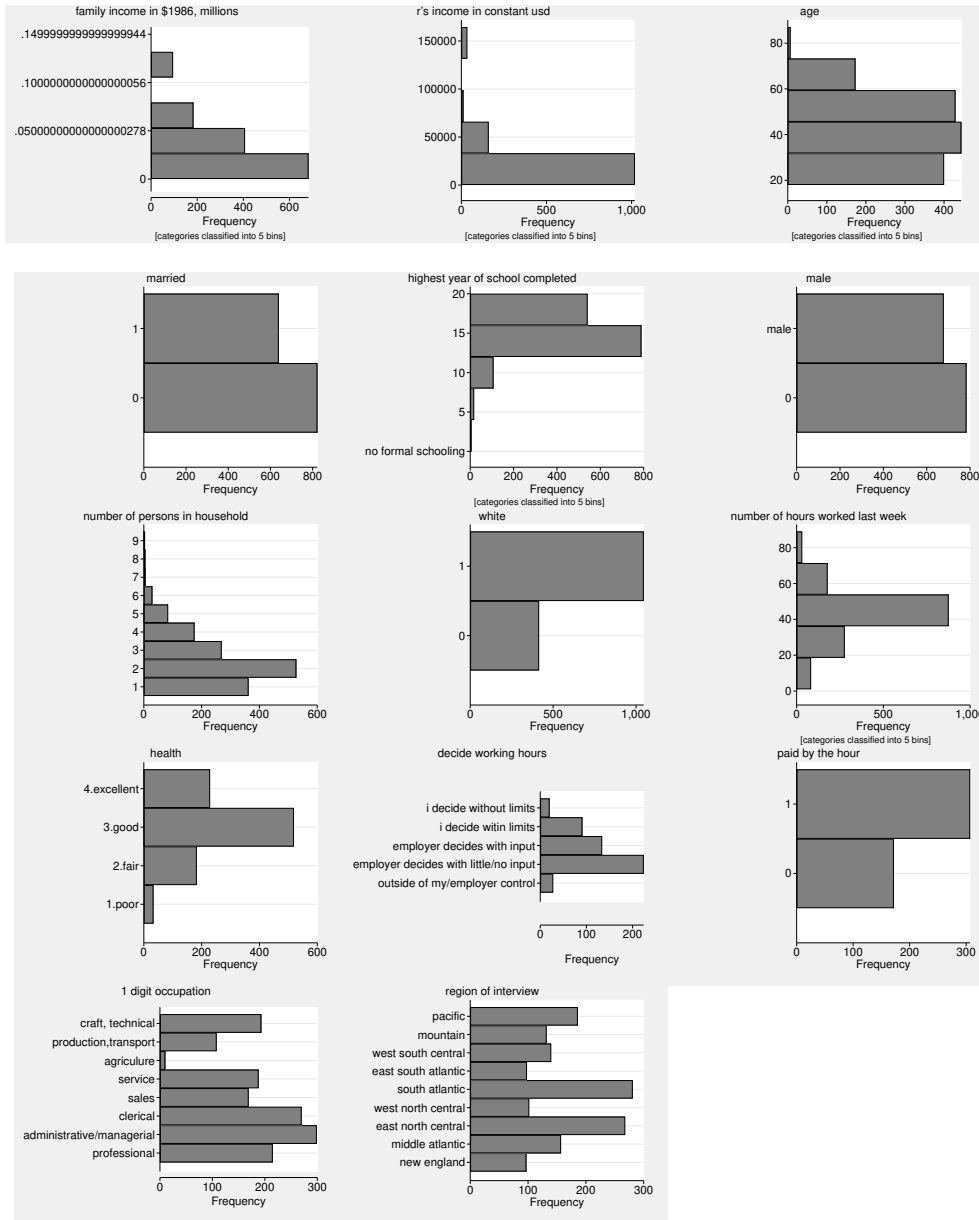 family income in $1986, millions
.1499999999999999944
.1000000000000000056
.05000000000000000278
0
0 200 400 600
Frequency
[categories classified into 5 bins]
r's income in constant usd
150000
100000
50000
0
0 500 1,000
Frequency
[categories classified into 5 bins]
age
80
60
40
20
0 100 200 300 400
Frequency
[categories classified into 5 bins]
married
1
0
0 200 400 600 800
Frequency
highest year of school completed
20
15
10
5
no formal schooling
0 200 400 600 800
Frequency
[categories classified into 5 bins]
male
male
0
0 200 400 600 800
Frequency
number of persons in household
9
8
7
6
5
4
3
2
1
0 200 400 600
Frequency
white
1
0
0 500 1,000
Frequency
number of hours worked last week
80
60
40
20
0
0 500 1,00
Frequency
[categories classified into 5 bins]
health
4.excellent
3.good
2.fair
1.poor
0 200 400 600
Frequency
decide working hours
i decide without limits
i decide witin limits
employer decides with input
employer decides with little/no input
outside of my/employer control
0 100 200
Frequency
paid by the hour
1
0
0 100 200 300
Frequency
1 digit occupation
craft, technical
production,transport
agriculure
service
sales
clerical
administrative/managerial
professional
0 100 200 300
Frequency
region of interview
pacific
mountain
west south central
east south atlantic
south atlantic
west north central
east north central
middle atlantic
new england
0 100 200 300
Frequency